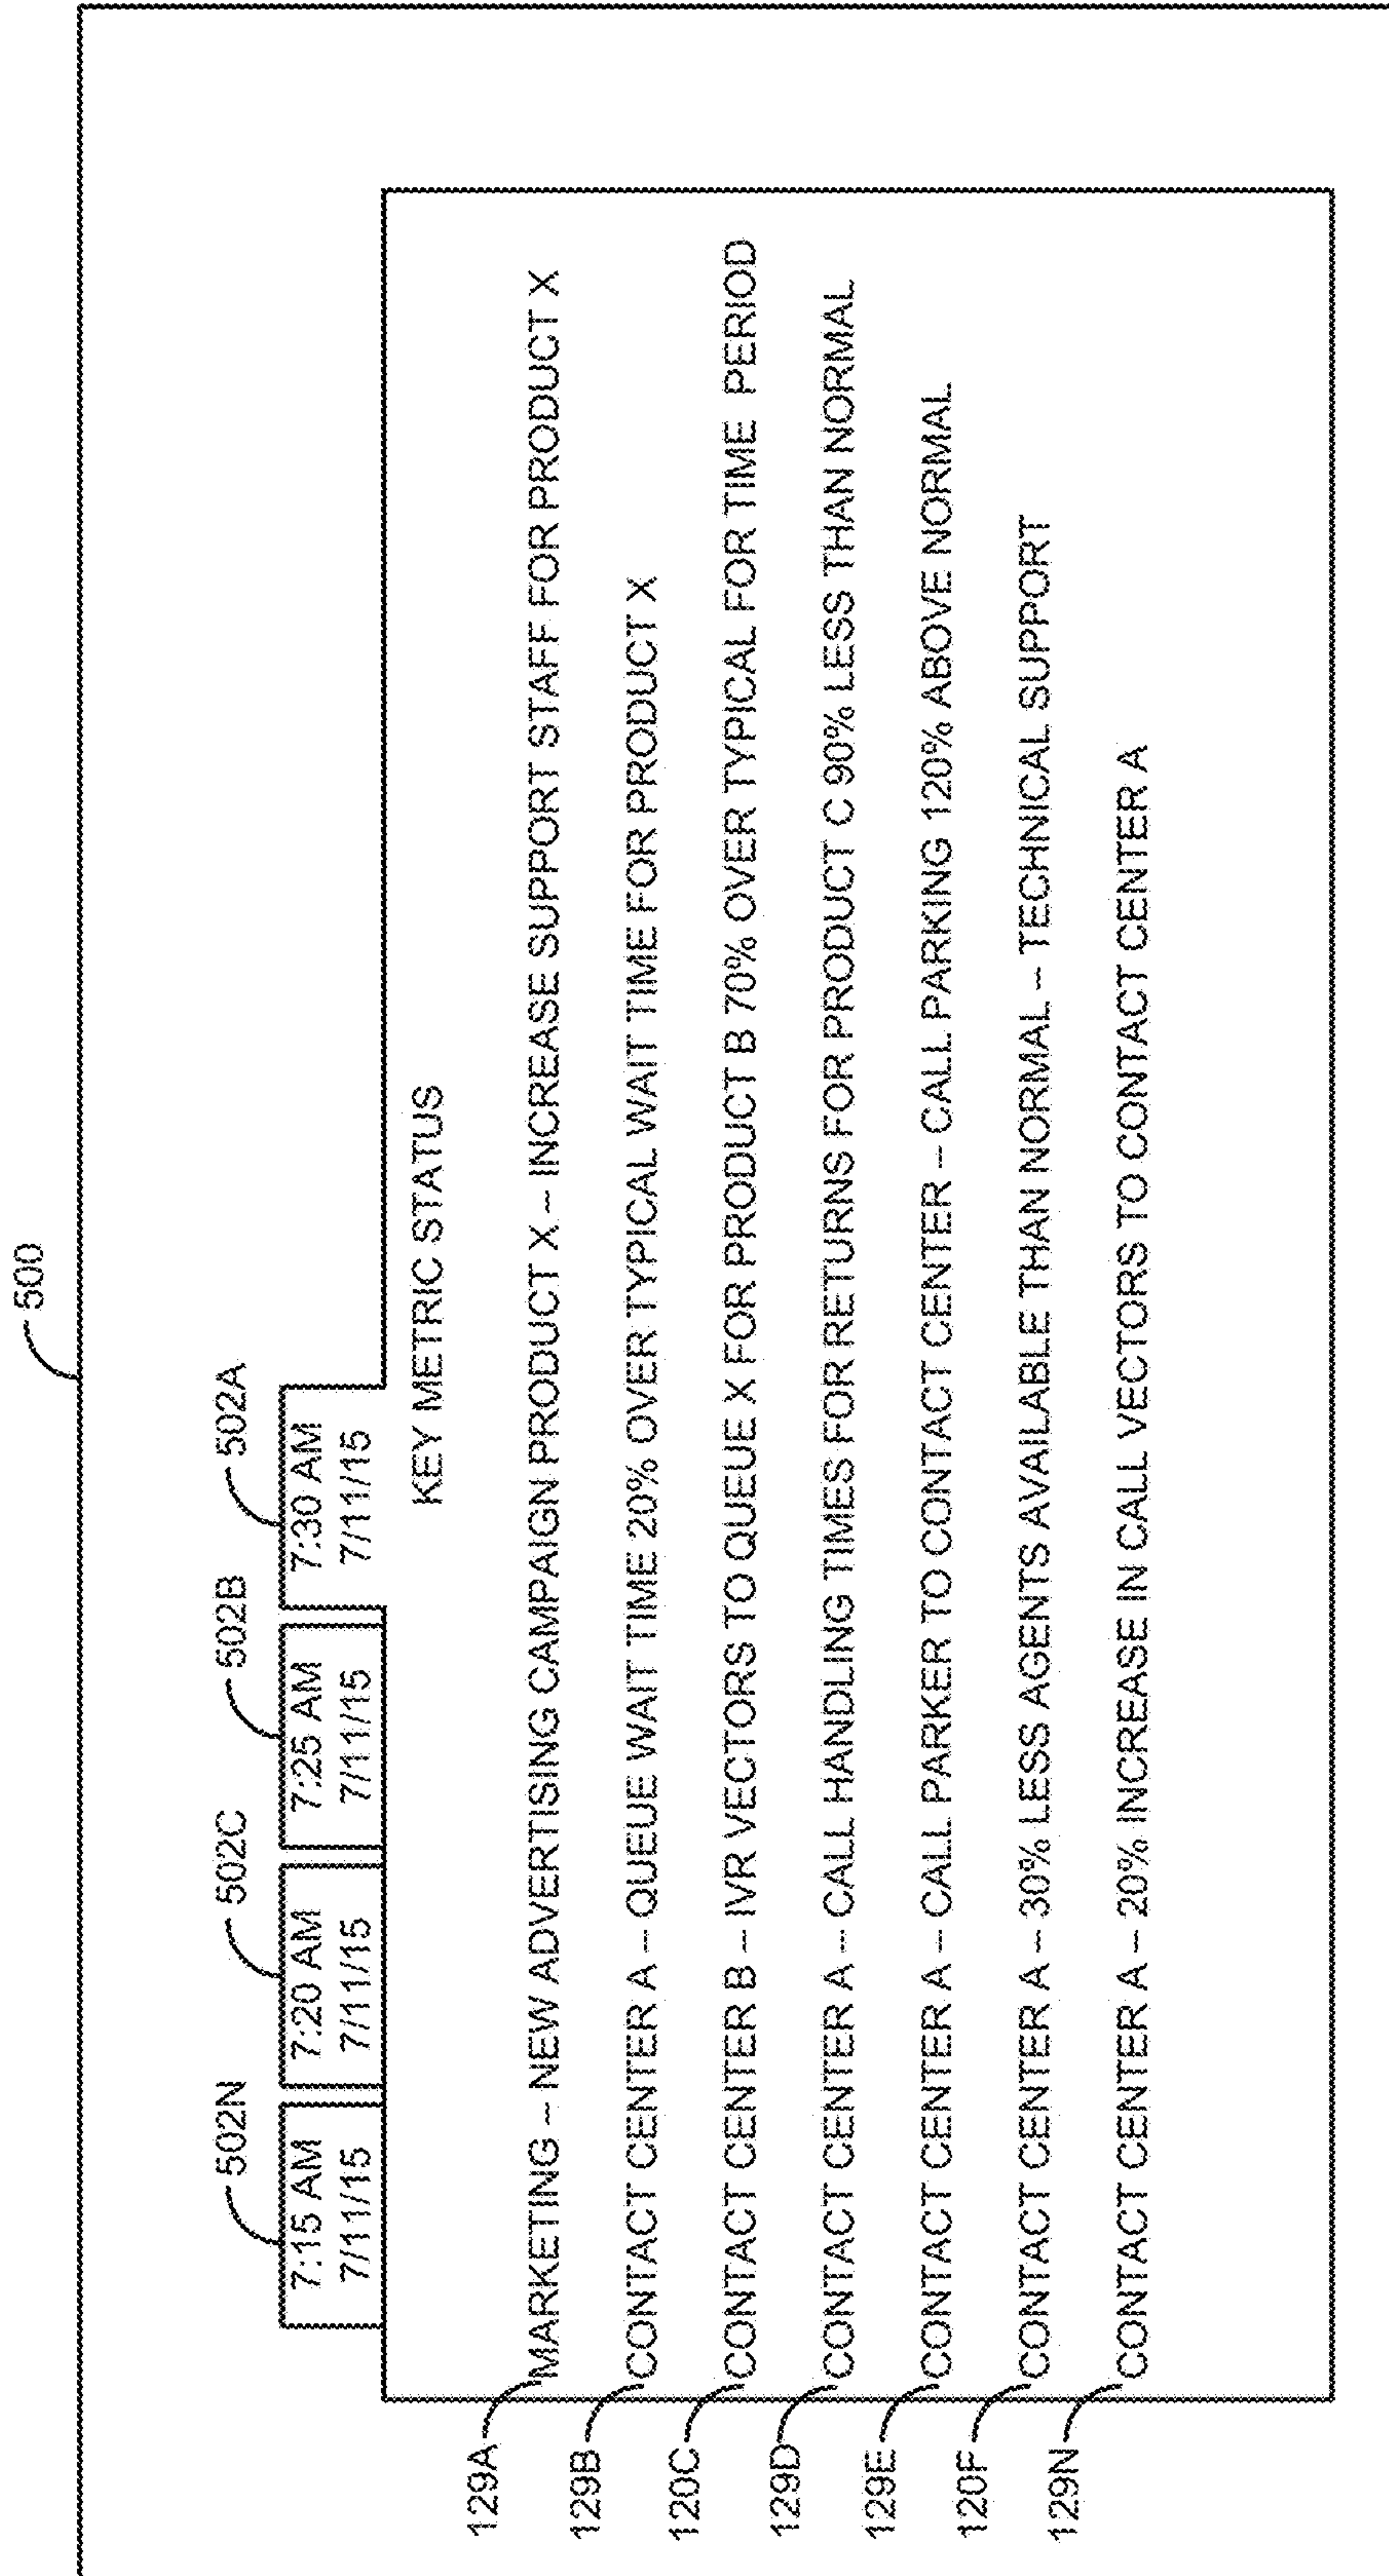 500
502N
502C
502B
502A
7:15 AM
7/11/15
7:20 AM
7/11/15
7:25 AM
7/11/15
7:30 AM
7/11/15
KEY METRIC STATUS
129A MARKETING – NEW ADVERTISING CAMPAIGN PRODUCT X – INCREASE SUPPORT STAFF FOR PRODUCT X
129B CONTACT CENTER A – QUEUE WAIT TIME 20% OVER TYPICAL WAIT TIME FOR PRODUCT X
120C CONTACT CENTER B – IVR VECTORS TO QUEUE X FOR PRODUCT B 70% OVER TYPICAL FOR TIME PERIOD
129D CONTACT CENTER A – CALL HANDLING TIMES FOR RETURNS FOR PRODUCT C 90% LESS THAN NORMAL
129E CONTACT CENTER A – CALL PARKER TO CONTACT CENTER – CALL PARKING 120% ABOVE NORMAL
120F CONTACT CENTER A – 30% LESS AGENTS AVAILABLE THAN NORMAL – TECHNICAL SUPPORT
129N CONTACT CENTER A – 20% INCREASE IN CALL VECTORS TO CONTACT CENTER A